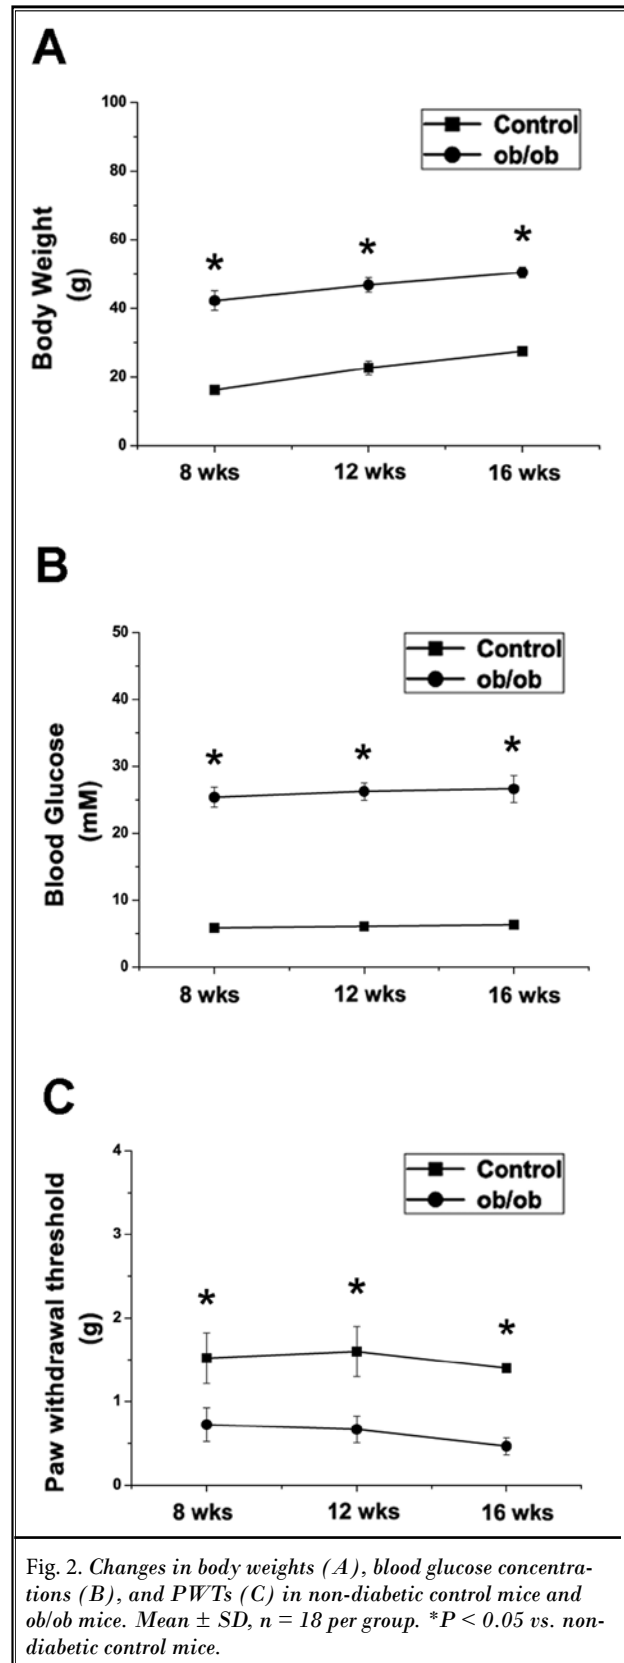 A
100
80
60
40
20
0
Body Weight
(g)
Control
ob/ob
*
*
*
8 wks
12 wks
16 wks
B
50
40
30
20
10
0
Blood Glucose
(mM)
Control
ob/ob
*
*
*
8 wks
12 wks
16 wks
C
4
3
2
1
0
Paw withdrawal threshold
(g)
Control
ob/ob
*
*
*
8 wks
12 wks
16 wks
Fig. 2. Changes in body weights (A), blood glucose concentra-
tions (B), and PWTs (C) in non-diabetic control mice and
ob/ob mice. Mean ± SD, n = 18 per group. *P < 0.05 vs. non-
diabetic control mice.